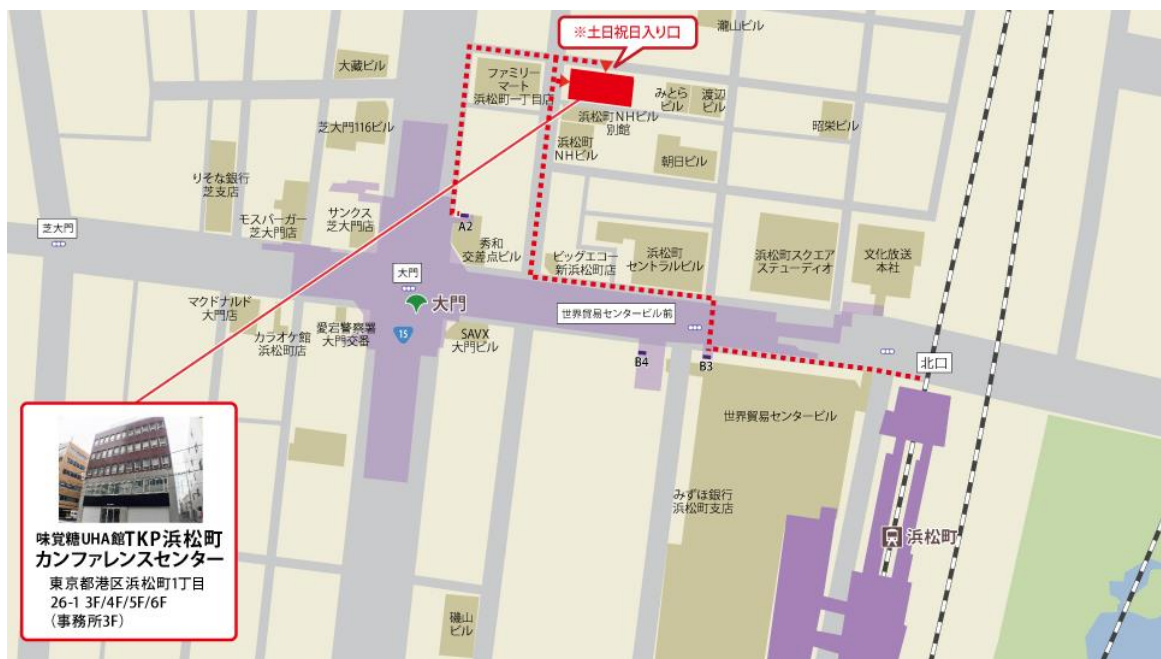 ※土日祝日入り口
瀧山ビル
大蔵ビル
ファミリー
マート
浜松町一丁目店
みとら
ビル
渡辺
ビル
浜松町NHビル
別館
昭栄ビル
芝大門116ビル
浜松町
NHビル
朝日ビル
りそな銀行
芝支店
モスバーガー
芝大門店
サンクス
芝大門店
A2
芝大門
秀和
交差点ビル
ビッグエコー
新浜松町店
浜松町
セントラルビル
浜松町スクエア
ステューディオ
文化放送
本社
大門
大門
マクドナルド
大門店
カラオケ館
浜松町店
愛宕警察署
大門交番
15
SAVX
大門ビル
世界貿易センタービル前
B4
B3
北口
世界貿易センタービル
みずほ銀行
浜松町支店
浜松町
味覚糖UHA館TKP浜松町
カンファレンスセンター
東京都港区浜松町1丁目
26-1 3F/4F/5F/6F
（事務所3F）
磯山
ビル